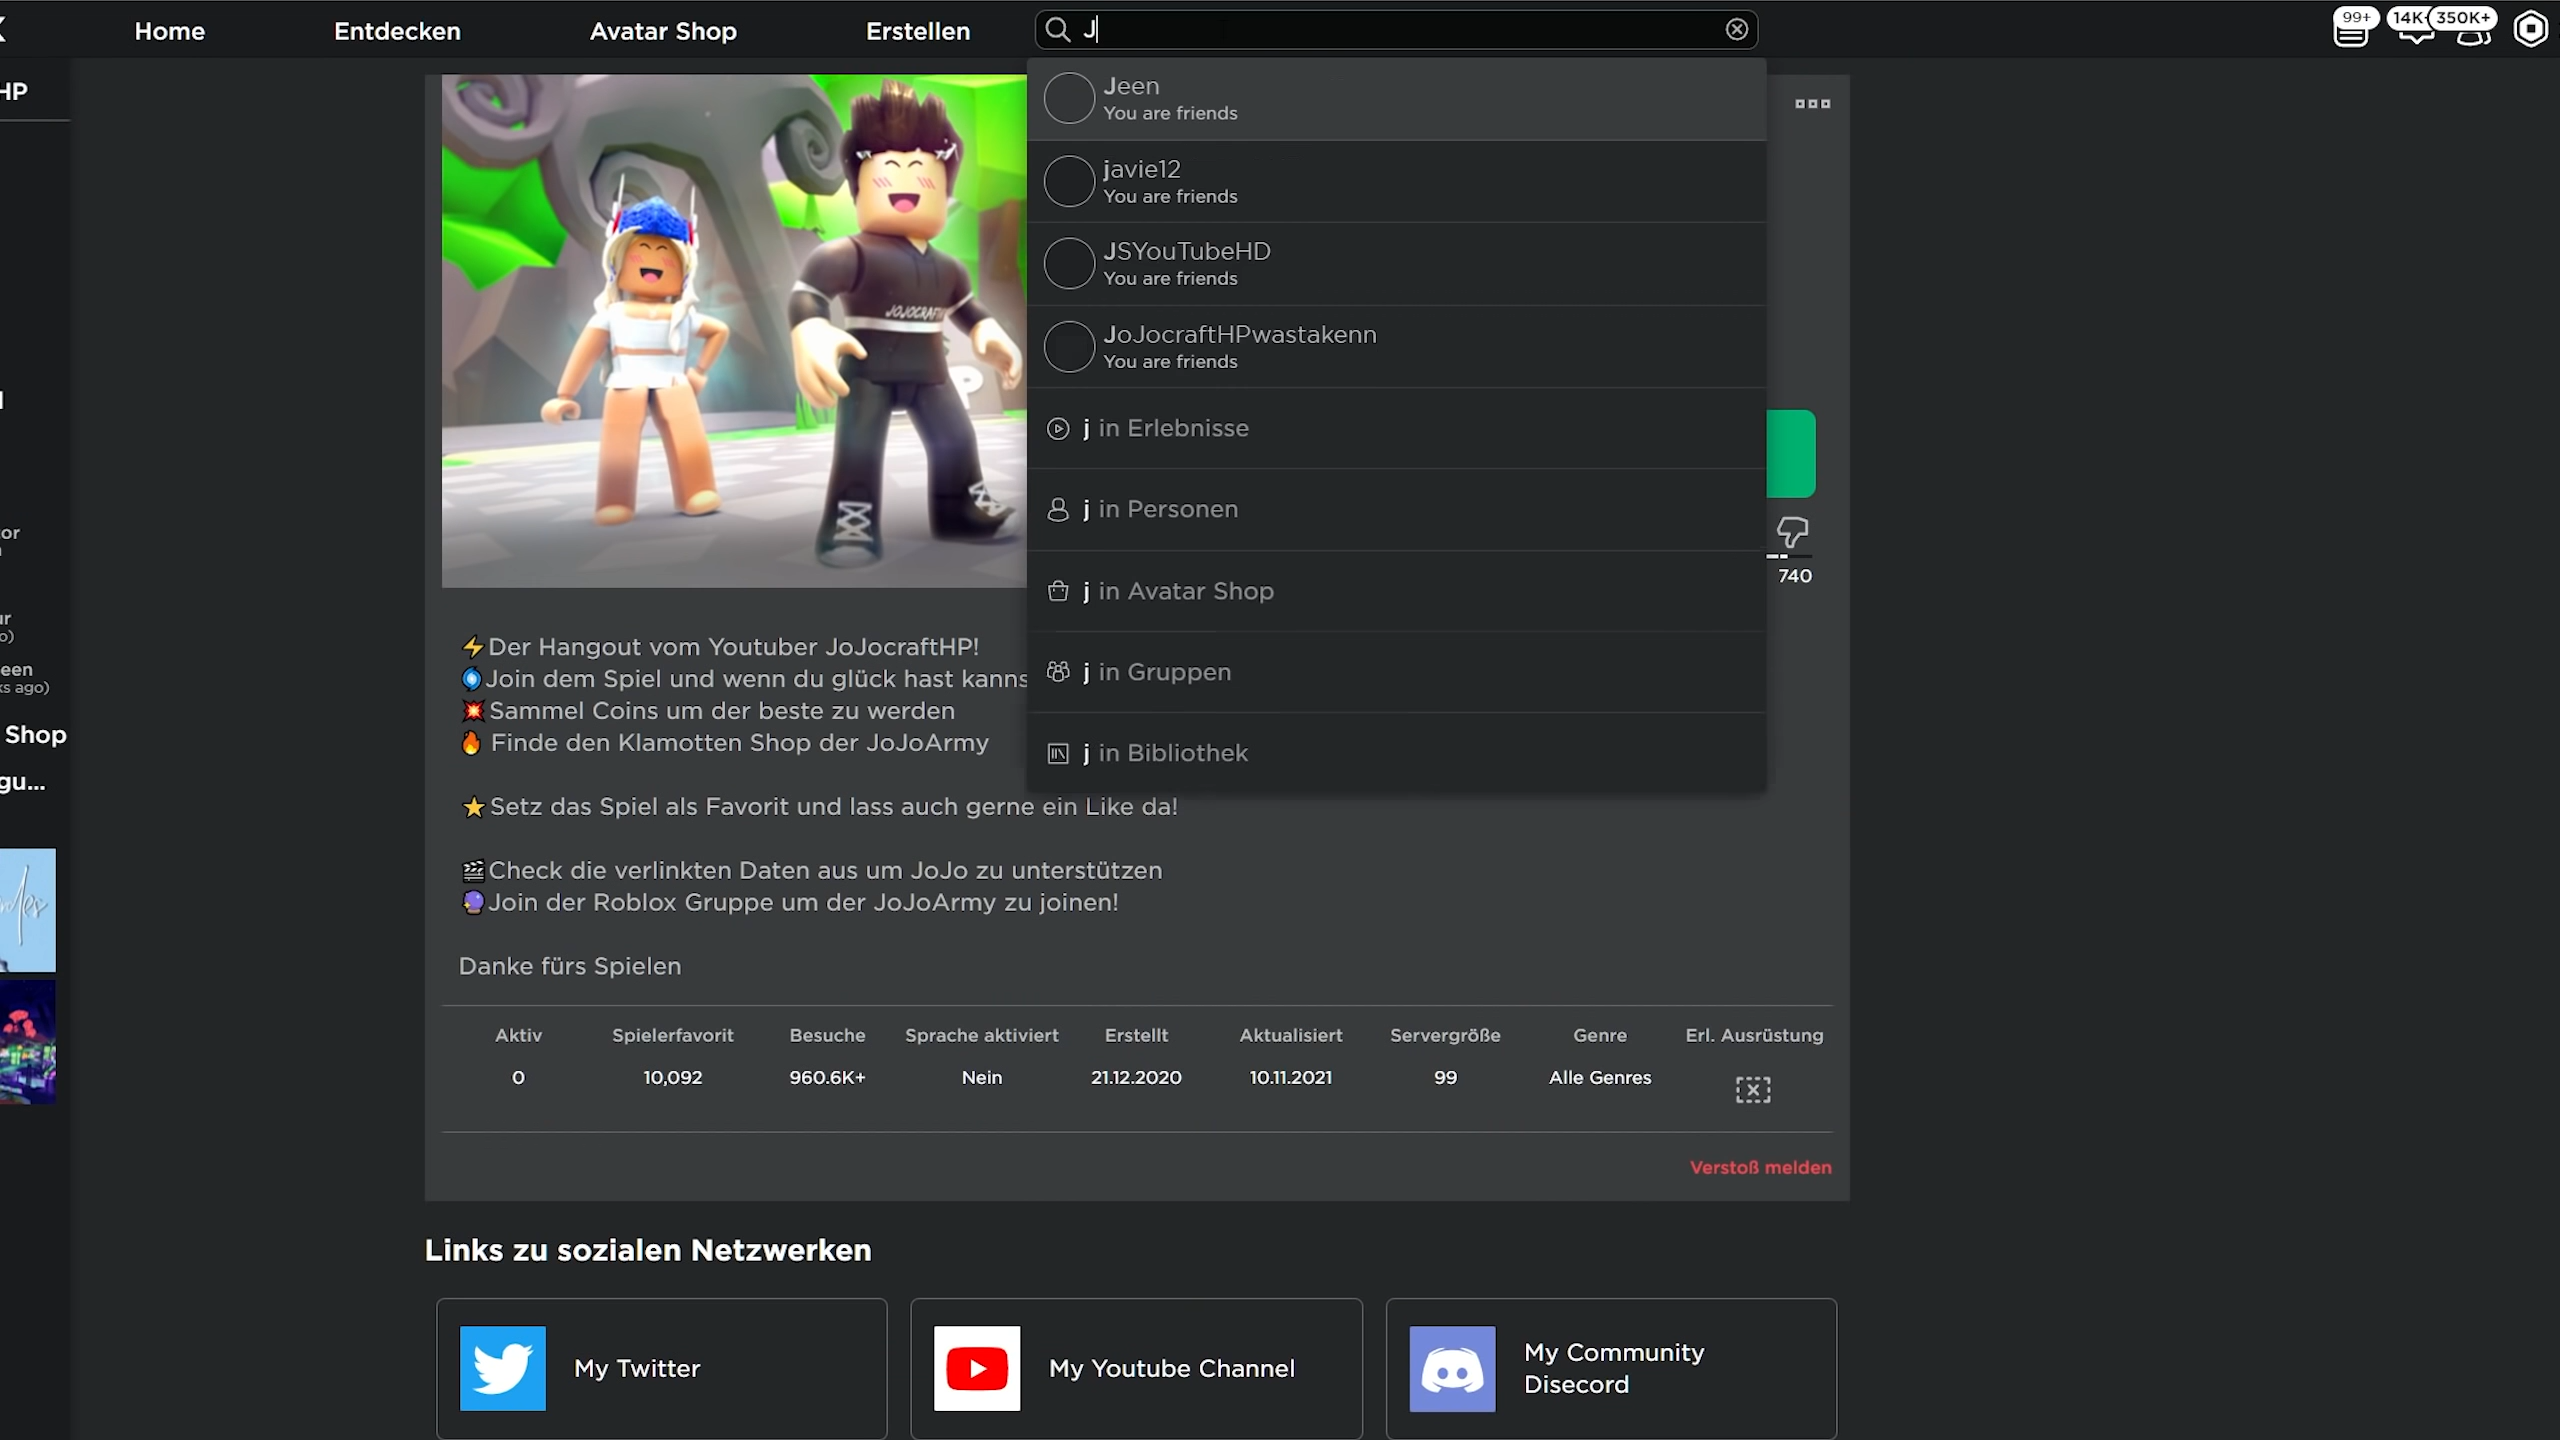 Home Entdecken Avatar Shop Erstellen J 99+ 14K+ 350K+
HP
Jeen
You are friends
javie12
You are friends
JSYouTubeHD
You are friends
JoJocraftHPwastakenn
You are friends
j in Erlebnisse
j in Personen
j in Avatar Shop
j in Gruppen
j in Bibliothek
JOJOCRAFTH
P
740
or
ur
o)
een
ks ago)
Shop
gu...
⚡Der Hangout vom Youtuber JoJocraftHP!
🌀Join dem Spiel und wenn du glück hast kanns
💥Sammel Coins um der beste zu werden
🔥 Finde den Klamotten Shop der JoJoArmy
⭐Setz das Spiel als Favorit und lass auch gerne ein Like da!
🎬Check die verlinkten Daten aus um JoJo zu unterstützen
🔮Join der Roblox Gruppe um der JoJoArmy zu joinen!
Danke fürs Spielen
Aktiv Spielerfavorit Besuche Sprache aktiviert Erstellt Aktualisiert Servergröße Genre Erl. Ausrüstung
0 10,092 960.6K+ Nein 21.12.2020 10.11.2021 99 Alle Genres
Verstoß melden
Links zu sozialen Netzwerken
My Twitter
My Youtube Channel
My Community
Disecord